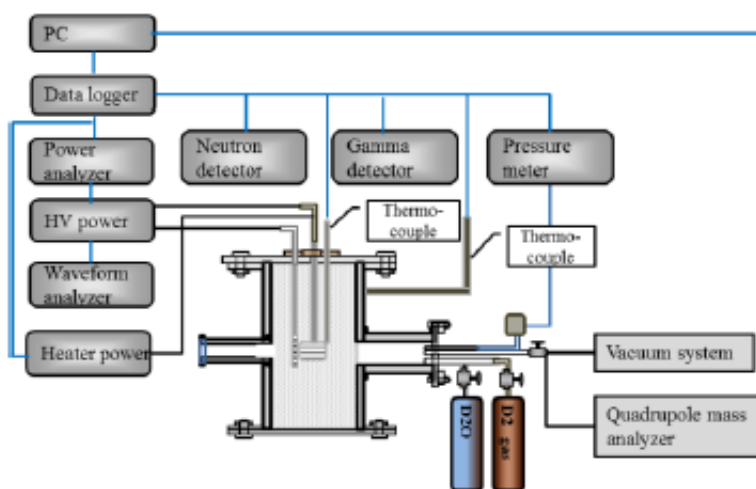 PC
Data logger
Neutron
detector
Gamma
detector
Pressure
meter
Power
analyzer
HV power
Waveform
analyzer
Heater power
Thermo-
couple
Thermo-
couple
Vacuum system
Quadrupole mass
analyzer
D2O
D2 gas